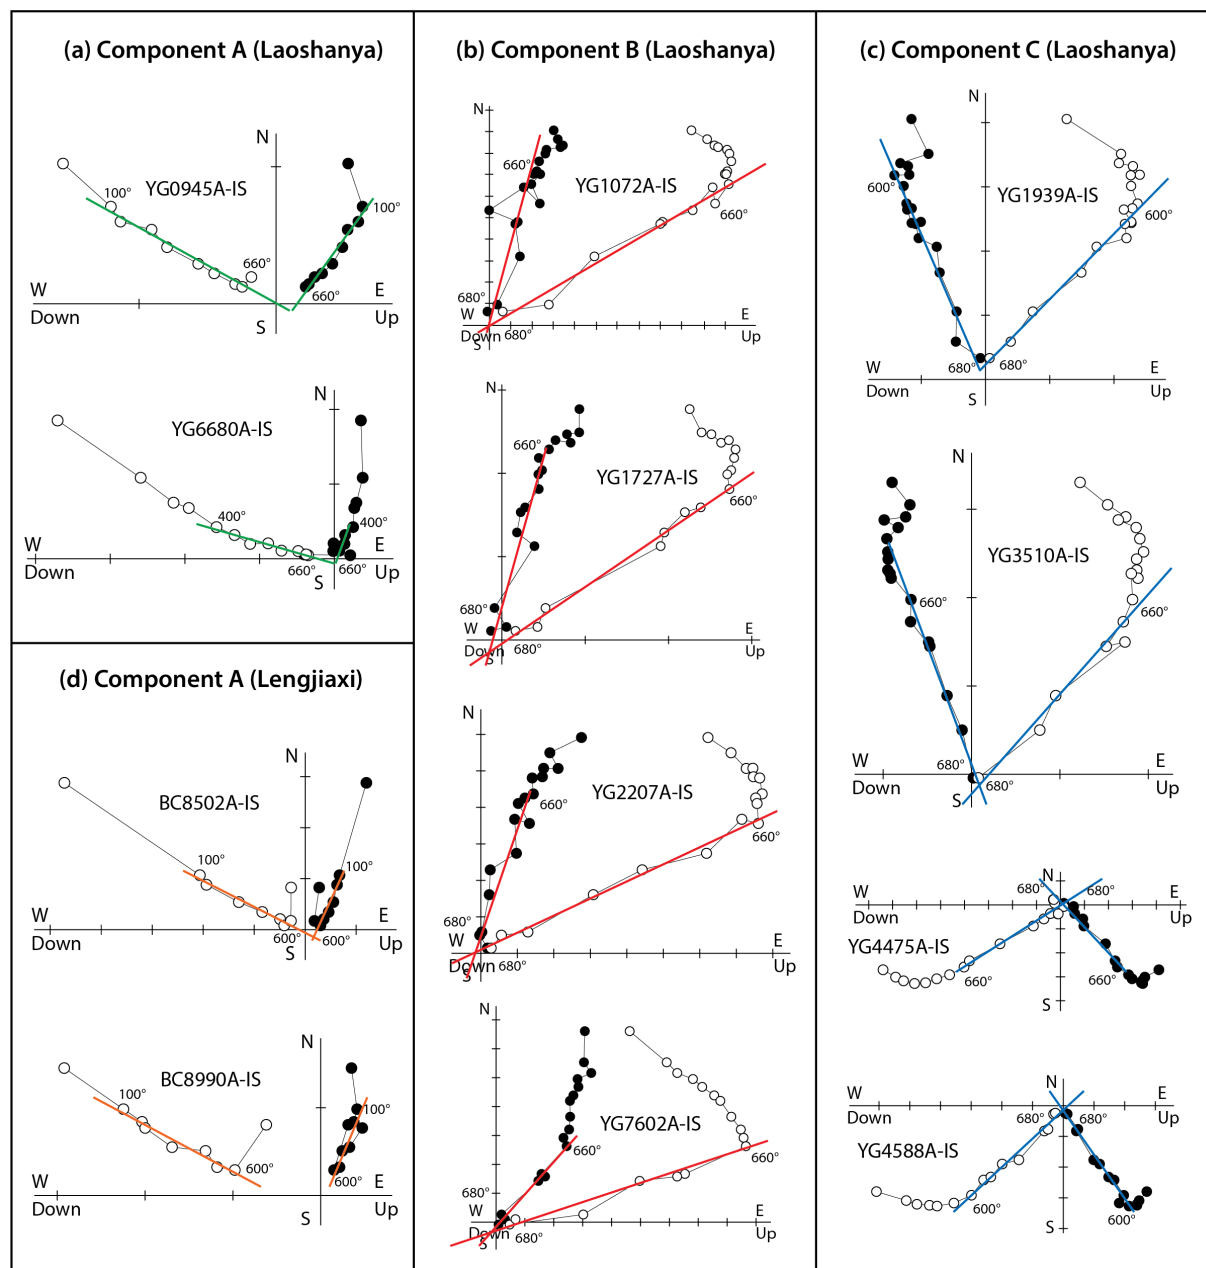 (a) Component A (Laoshanya)
N
YG0945A-IS
100°
100°
660°
660°
W
E
Down
Up
S
N
YG6680A-IS
400°
400°
W
E
Down
660°
660°
Up
S
(d) Component A (Lengjiaxi)
N
BC8502A-IS
100°
100°
W
E
600°
600°
Down
Up
S
N
BC8990A-IS
100°
100°
600°
600°
W
E
Down
Up
S
(b) Component B (Laoshanya)
N
660°
YG1072A-IS
660°
680°
W
E
Down
680°
Up
S
N
660°
YG1727A-IS
660°
680°
W
E
Down
680°
Up
S
N
YG2207A-IS
660°
660°
680°
W
E
Down
680°
Up
S
N
YG7602A-IS
660°
660°
680°
W
E
Down
680°
Up
S
(c) Component C (Laoshanya)
N
600°
YG1939A-IS
600°
W
680°
680°
E
Down
Up
S
N
YG3510A-IS
660°
660°
W
680°
E
Down
680°
Up
S
N
W
680°
680°
E
Down
Up
YG4475A-IS
660°
660°
S
N
W
E
Down
680°
680°
Up
YG4588A-IS
600°
600°
S